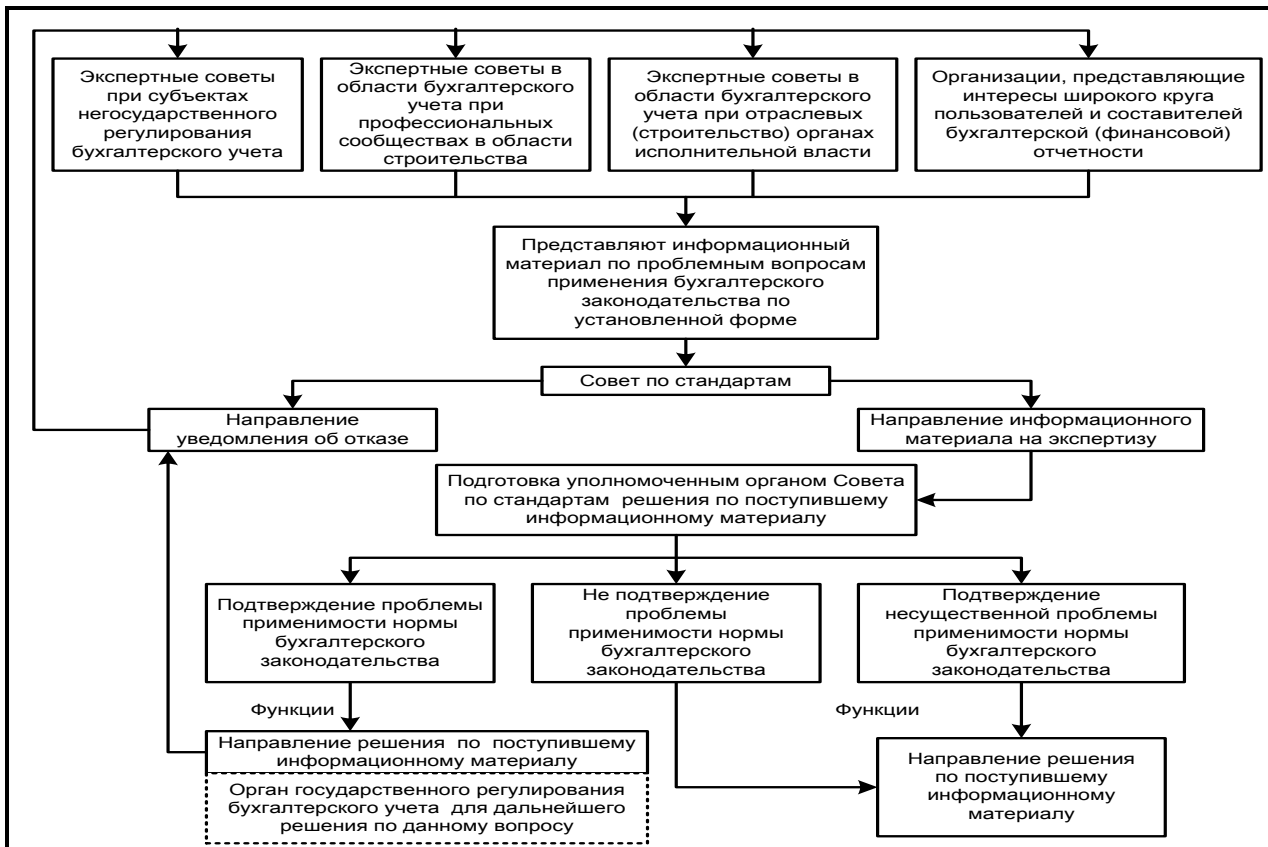 Экспертные советы
при субъектах
негосударственного
регулирования
бухгалтерского учета
Экспертные советы в
области бухгалтерского
учета при
профессиональных
сообществах в области
строительства
Экспертные советы в
области бухгалтерского
учета при отраслевых
(строительство) органах
исполнительной власти
Организации, представляющие
интересы широкого круга
пользователей и составителей
бухгалтерской (финансовой)
отчетности
Представляют информационный
материал по проблемным вопросам
применения бухгалтерского
законодательства по
установленной форме
Совет по стандартам
Направление
уведомления об отказе
Направление информационного
материала на экспертизу
Подготовка уполномоченным органом Совета
по стандартам решения по поступившему
информационному материалу
Подтверждение проблемы
применимости нормы
бухгалтерского
законодательства
Не подтверждение
проблемы
применимости нормы
бухгалтерского
законодательства
Подтверждение
несущественной проблемы
применимости нормы
бухгалтерского
законодательства
Функции
Функции
Направление решения по поступившему
информационному материалу
Орган государственного регулирования
бухгалтерского учета для дальнейшего
решения по данному вопросу
Направление решения
по поступившему
информационному
материалу